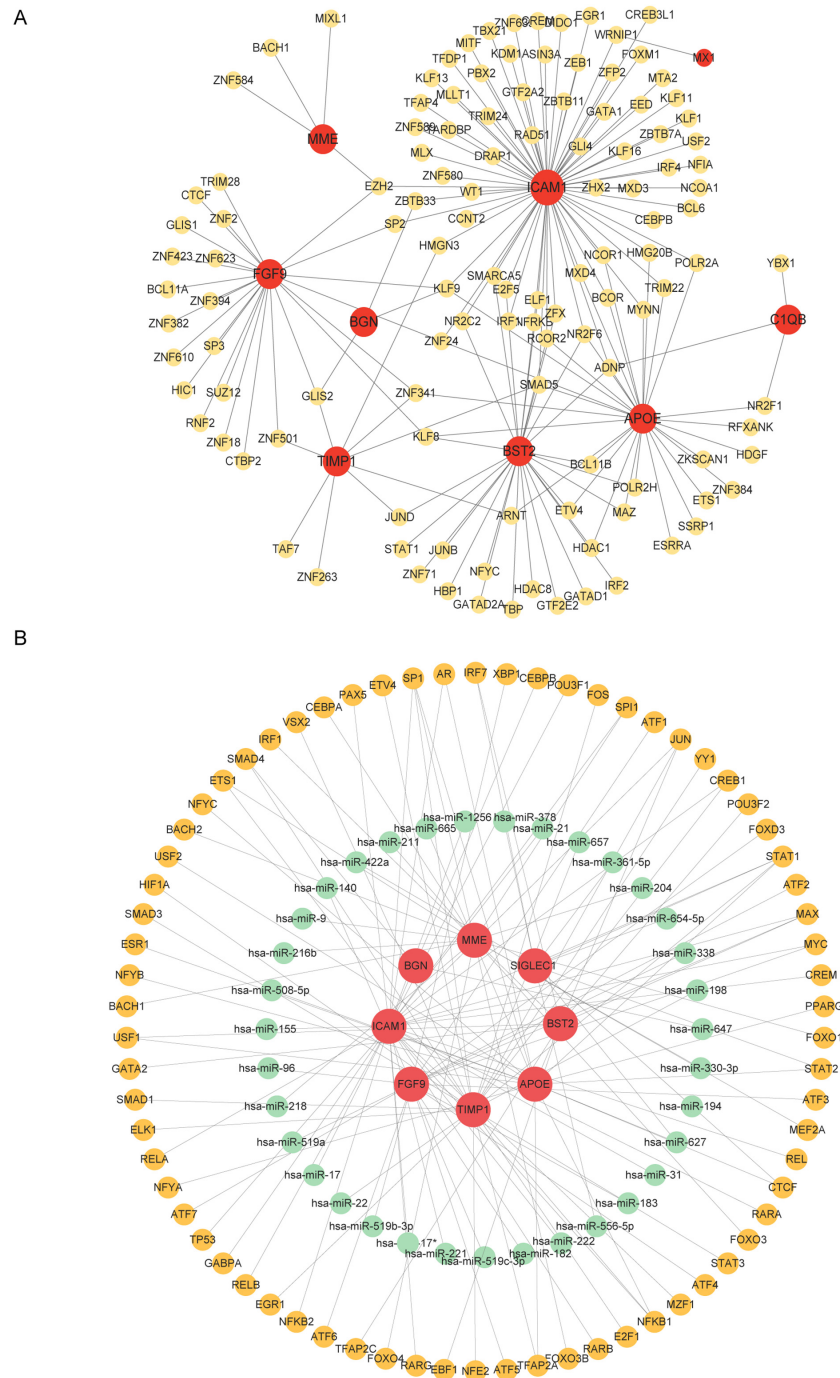 A
MIXL1
BACH1
ZNF584
MME
ZNF63
CREM
DIDO1
EGR1
CREB3L1
TBX21
WRNIP1
MX1
MITF
KDM1A
SIN3A
ZEB1
FOXM1
TFDP1
PBX2
ZFP2
MTA2
KLF13
MLLT1
GTF2A2
ZBTB11
EED
KLF11
TFAP4
TRIM24
GATA1
KLF1
ZNF589
TARDBP
RAD51
ZBTB7A
USF2
MLX
DRAP1
GLI4
KLF16
IRF4
NFIA
ZNF580
ICAM1
ZHX2
MXD3
NCOA1
EZH2
WT1
BCL6
ZBTB33
CCNT2
CEBPB
SP2
HMGN3
TRIM28
CTCF
ZNF2
GLIS1
ZNF423
ZNF623
FGF9
BCL11A
ZNF394
ZNF382
SP3
ZNF610
HIC1
SUZ12
RNF2
ZNF18
CTBP2
ZNF501
GLIS2
BGN
KLF9
SMARCA5
E2F5
NR2C2
ZNF24
ELF1
ZFX
IRF1
NFRKB
RCOR2
NR2F6
MXD4
NCOR1
BCOR
HMG20B
POLR2A
TRIM22
MYNN
YBX1
C1QB
ADNP
SMAD5
ZNF341
KLF8
NR2F1
RFXANK
APOE
HDGF
ZKSCAN1
ZNF384
ETS1
SSRP1
ESRRA
BCL11B
POLR2H
MAZ
ETV4
HDAC1
IRF2
BST2
TIMP1
JUND
ARNT
STAT1
JUNB
ZNF71
NFYC
HBP1
HDAC8
GATAD2A
TBP
GTF2E2
GATAD1
TAF7
ZNF263
B
SP1
AR
IRF7
XBP1
CEBPB
POU3F1
FOS
SPI1
ATF1
JUN
YY1
CREB1
POU3F2
FOXD3
STAT1
ATF2
MAX
MYC
CREM
PPARG
FOXO1
STAT2
ATF3
MEF2A
REL
CTCF
RARA
FOXO3
STAT3
ATF4
MZF1
NFKB1
E2F1
RARB
FOXO3B
TFAP2A
ATF5
NFE2
EBF1
RARG
FOXO4
TFAP2C
ATF6
NFKB2
EGR1
RELB
GABPA
TP53
ATF7
NFYA
RELA
ELK1
SMAD1
GATA2
USF1
BACH1
NFYB
ESR1
SMAD3
HIF1A
USF2
BACH2
NFYC
ETS1
SMAD4
IRF1
VSX2
CEBPA
PAX5
ETV4
hsa-miR-1256
hsa-miR-378
hsa-miR-21
hsa-miR-657
hsa-miR-361-5p
hsa-miR-204
hsa-miR-654-5p
hsa-miR-338
hsa-miR-198
hsa-miR-647
hsa-miR-330-3p
hsa-miR-194
hsa-miR-627
hsa-miR-31
hsa-miR-183
hsa-miR-556-5p
hsa-miR-222
hsa-miR-182
hsa-miR-519c-3p
hsa-miR-221
hsa- -17*
hsa-miR-519b-3p
hsa-miR-22
hsa-miR-17
hsa-miR-519a
hsa-miR-218
hsa-miR-96
hsa-miR-155
hsa-miR-508-5p
hsa-miR-216b
hsa-miR-9
hsa-miR-140
hsa-miR-422a
hsa-miR-211
hsa-miR-665
MME
BGN
SIGLEC1
ICAM1
BST2
FGF9
APOE
TIMP1